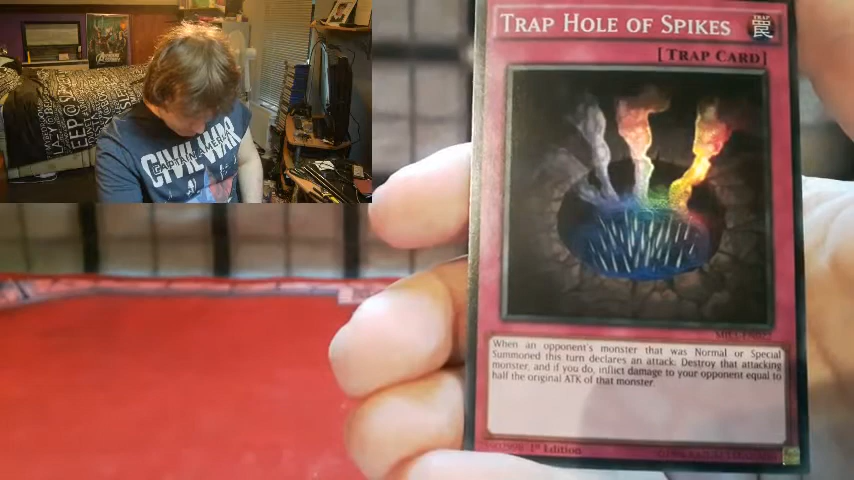 TRAP HOLE OF SPIKES
TRAP
罠
[TRAP CARD]
CIVIL WAR
CAPTAIN AMERICA
When an opponent's monster that was Normal or Special
Summoned this turn declares an attack: Destroy that attacking
monster, and if you do, inflict damage to your opponent equal to
half the original ATK of that monster.
1st Edition